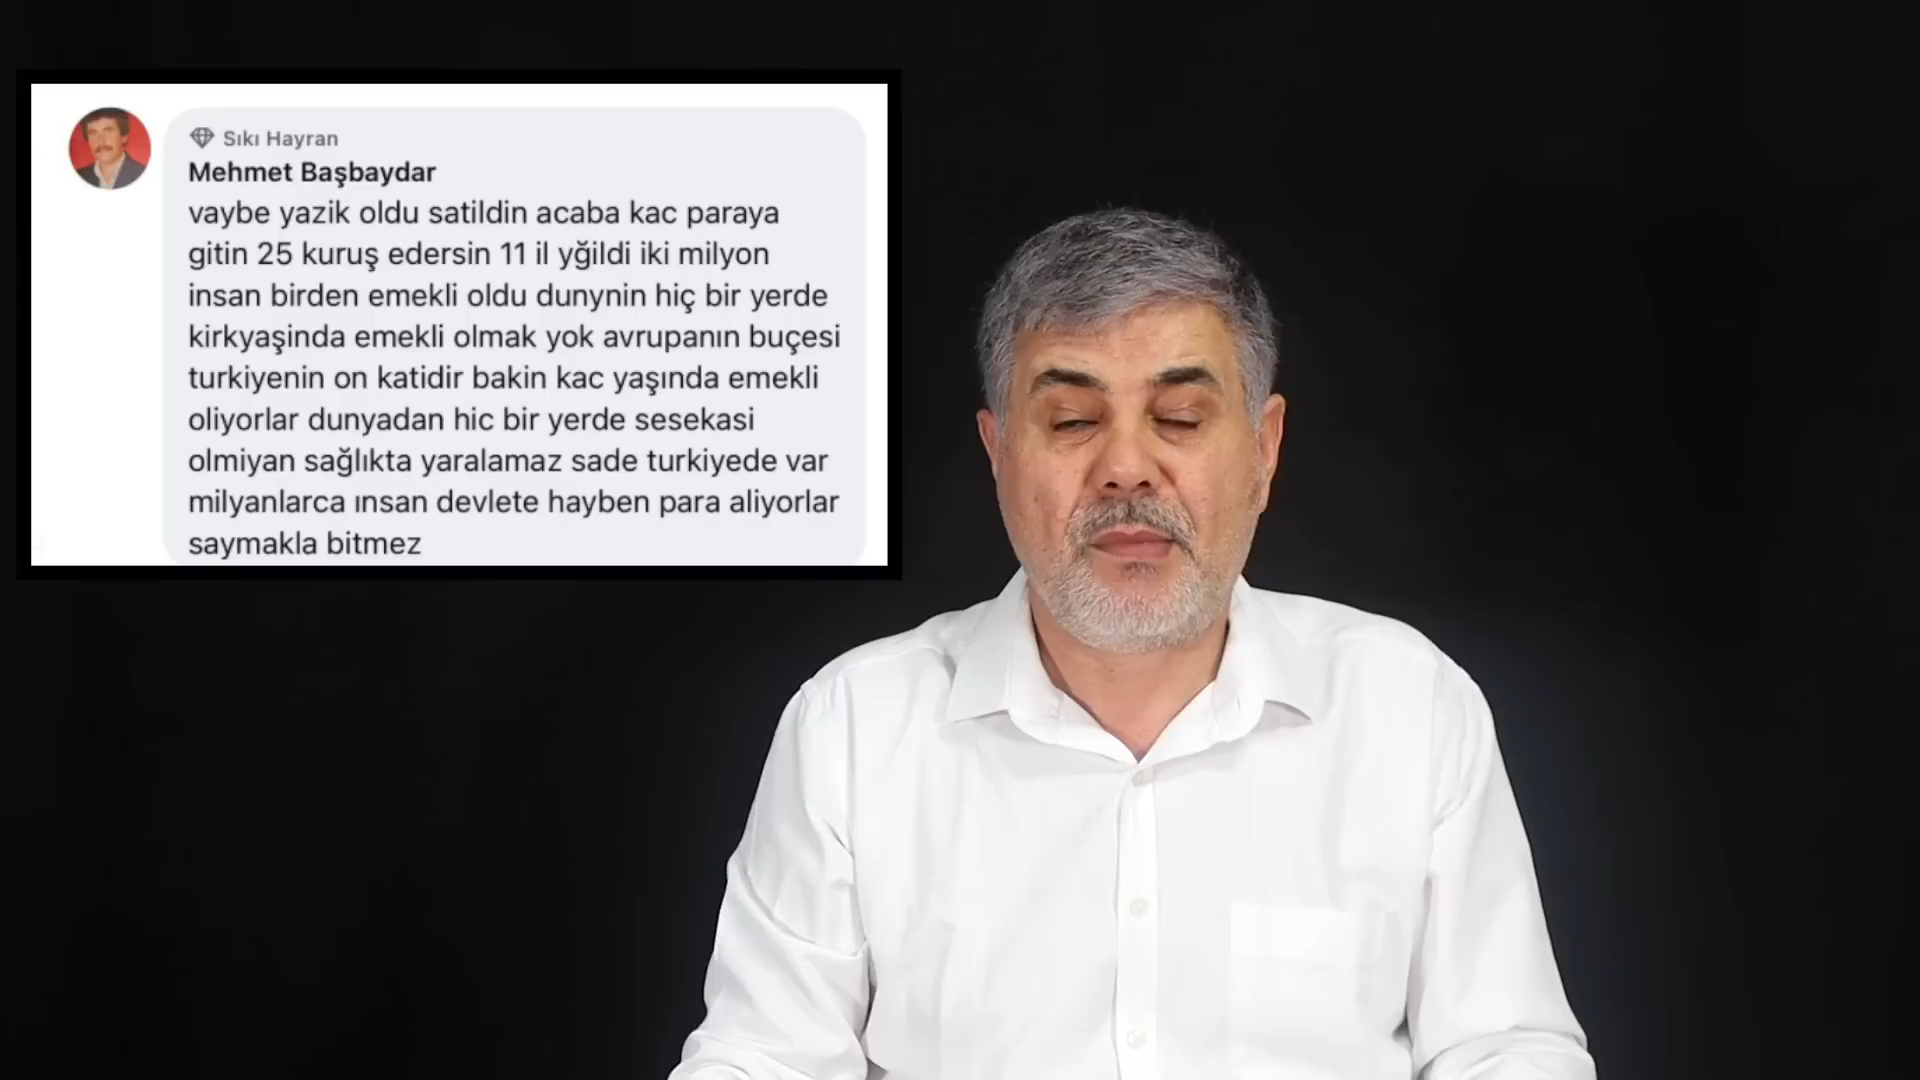 Sıkı Hayran
Mehmet Başbaydar
vaybe yazik oldu satildin acaba kac paraya
gitin 25 kuruş edersin 11 il yğildi iki milyon
insan birden emekli oldu dunynin hiç bir yerde
kirkyaşinda emekli olmak yok avrupanın buçesi
turkiyenin on katidir bakin kac yaşında emekli
oliyorlar dunyadan hic bir yerde sesekasi
olmiyan sağlıkta yaralamaz sade turkiyede var
milyanlarca ınsan devlete hayben para aliyorlar
saymakla bitmez